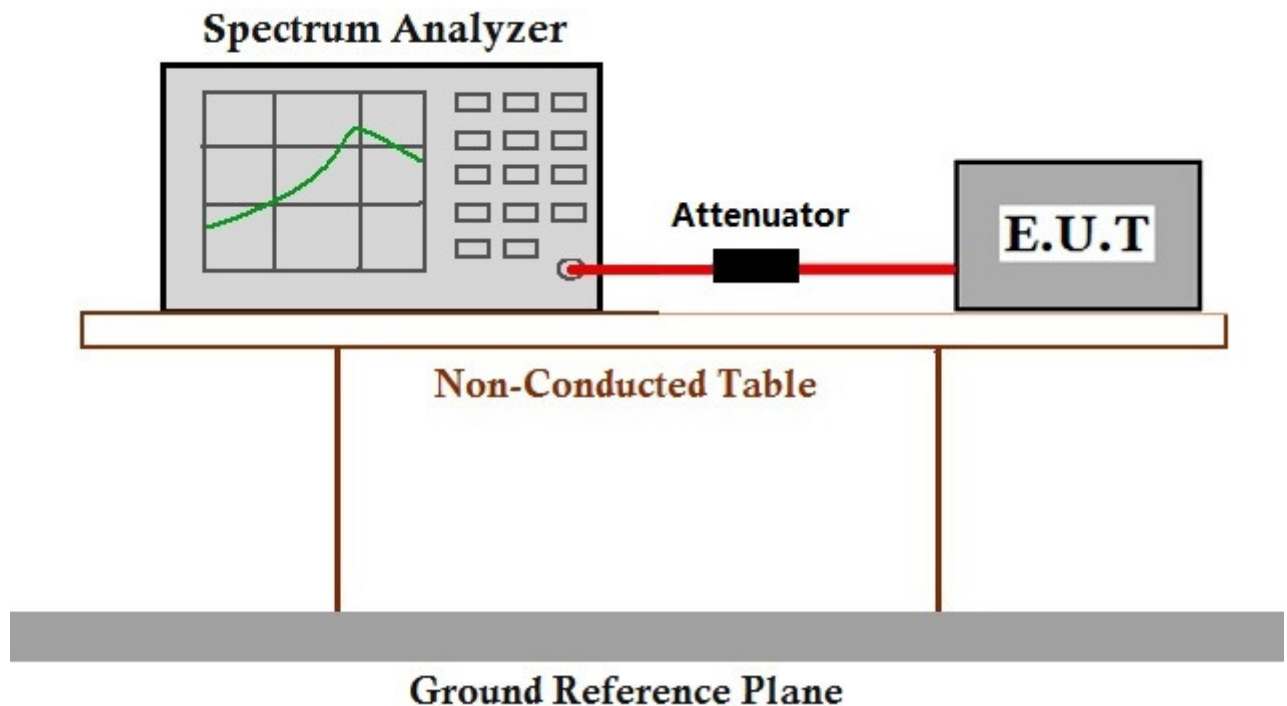 Spectrum Analyzer
Attenuator
E.U.T
Non-Conducted Table
Ground Reference Plane